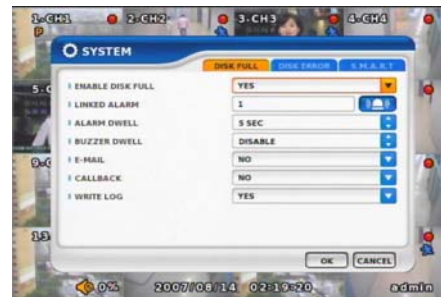 1-CH1 2-CH2 3-CH3 4-CH4
P
SYSTEM
DISK FULL DISK ERROR S.M.A.R.T
ENABLE DISK FULL YES
LINKED ALARM 1
ALARM DWELL 5 SEC
BUZZER DWELL DISABLE
E-MAIL NO
CALLBACK NO
WRITE LOG YES
OK CANCEL
0% 2007/08/14 02:19:20 admin